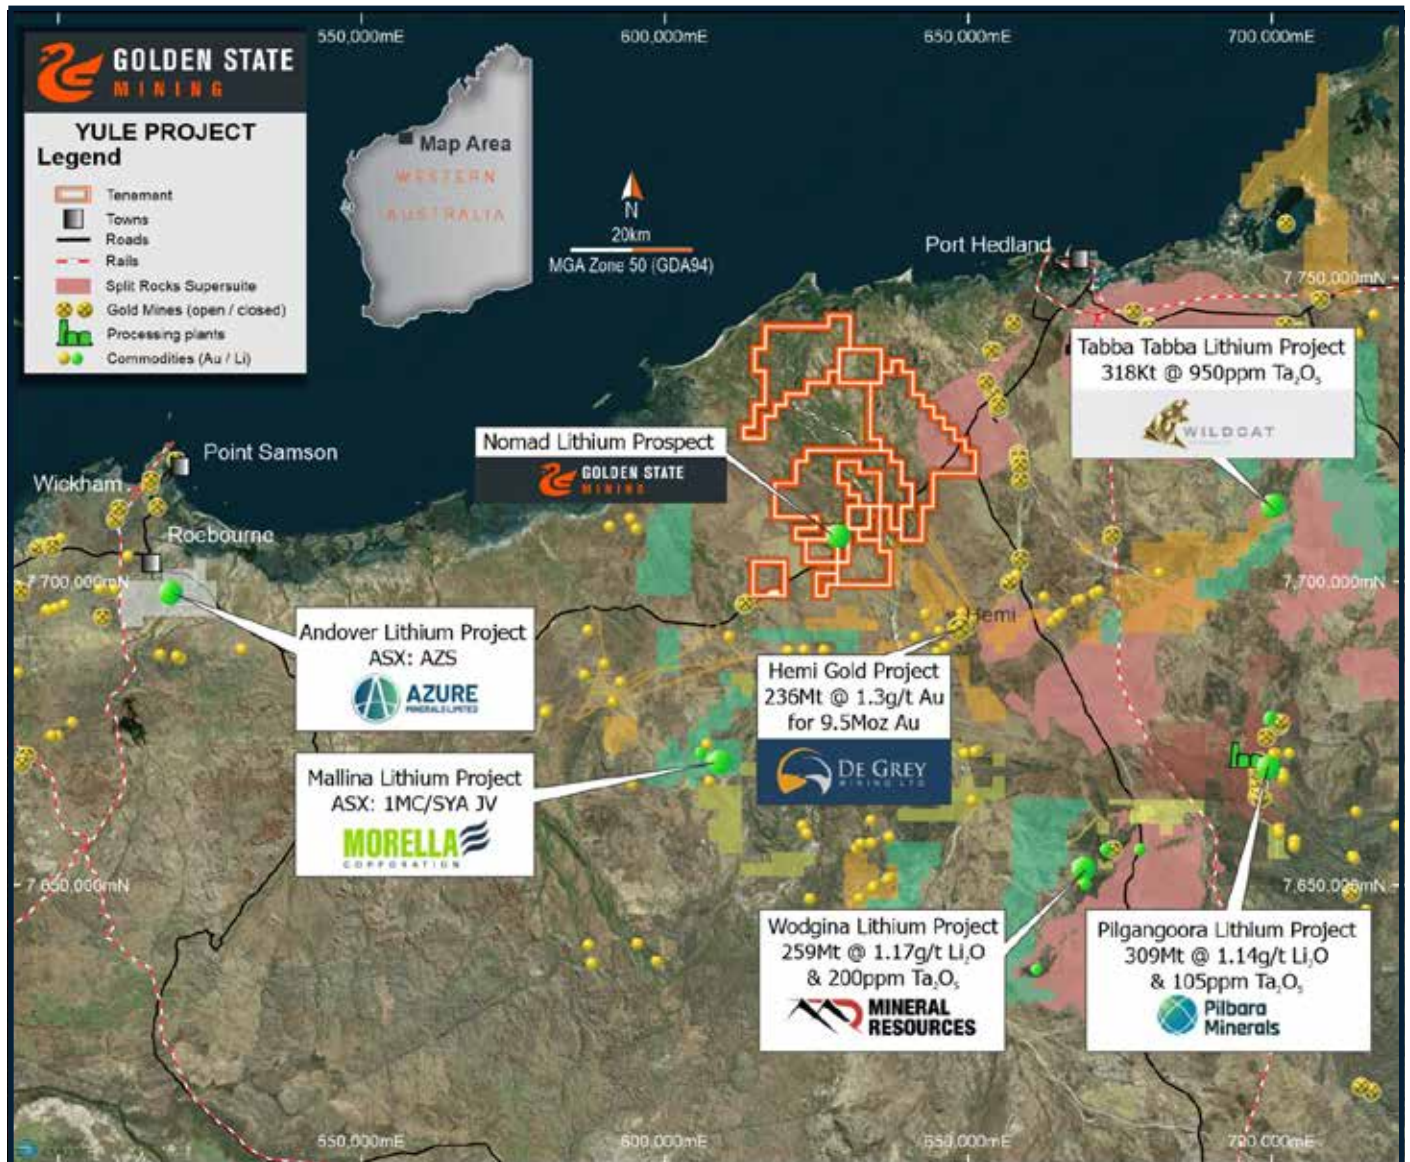 550,000mE
600,000mE
650,000mE
700,000mE
GOLDEN STATE
MINING
YULE PROJECT
Legend
Tenement
Towns
Roads
Rails
Split Rocks Supersuite
Gold Mines (open / closed)
Processing plants
Commodities (Au / Li)
Map Area
WESTERN
AUSTRALIA
N
20km
MGA Zone 50 (GDA94)
Port Hedland
7,750,000mN
Tabba Tabba Lithium Project
318Kt @ 950ppm Ta₂O₅
WILDCAT
Nomad Lithium Prospect
GOLDEN STATE
MINING
Point Samson
Wickham
Roebourne
7,700,000mN
7,700,000mN
Andover Lithium Project
ASX: AZS
AZURE
MINERALS LIMITED
Hemi
Hemi Gold Project
236Mt @ 1.3g/t Au
for 9.5Moz Au
DE GREY
MINING LTD
Mallina Lithium Project
ASX: 1MC/SYA JV
MORELLA
CORPORATION
7,650,000mN
7,650,000mN
Wodgina Lithium Project
259Mt @ 1.17g/t Li₂O
& 200ppm Ta₂O₅
MINERAL
RESOURCES
Pilgangoora Lithium Project
309Mt @ 1.14g/t Li₂O
& 105ppm Ta₂O₅
Pilbara
Minerals
550,000mE
600,000mE
650,000mE
700,000mE